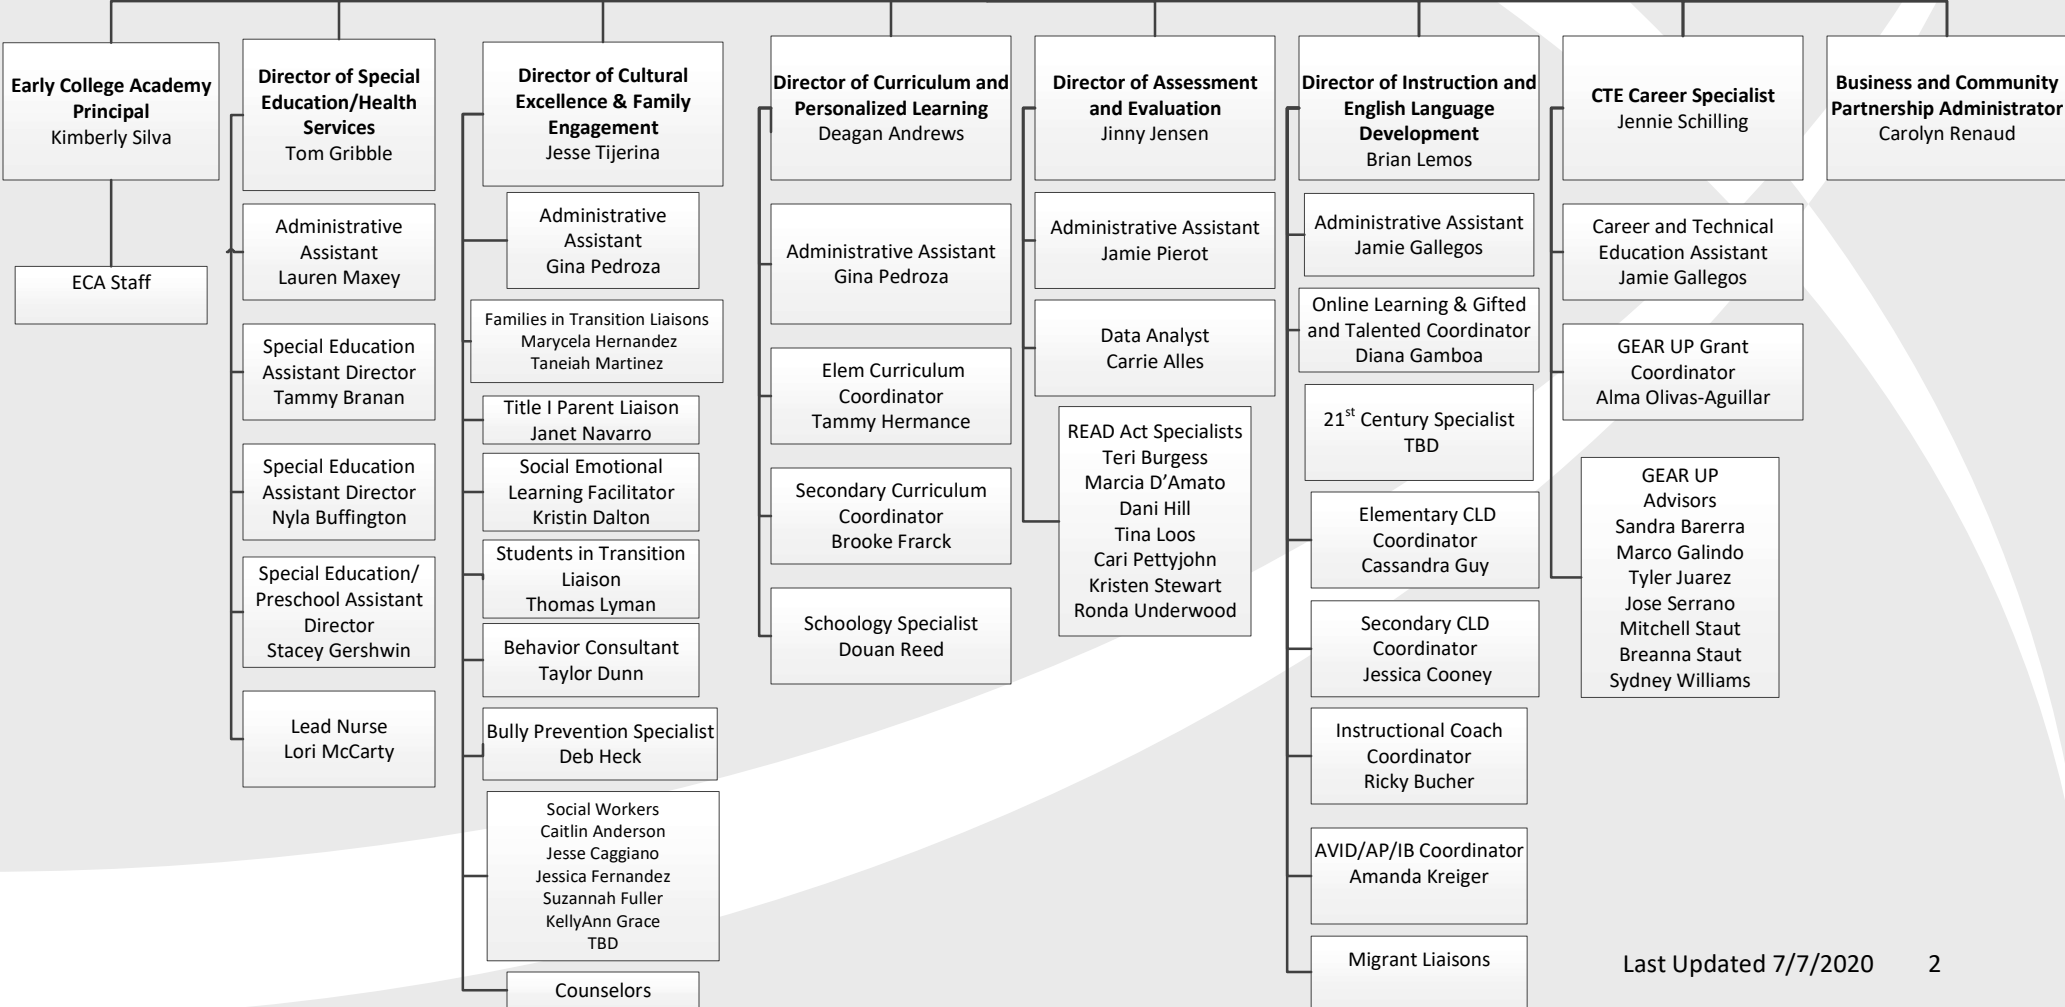 Early College Academy
Principal
Kimberly Silva
ECA Staff
Director of Special
Education/Health
Services
Tom Gribble
Administrative
Assistant
Lauren Maxey
Special Education
Assistant Director
Tammy Branan
Special Education
Assistant Director
Nyla Buffington
Special Education/
Preschool Assistant
Director
Stacey Gershwin
Lead Nurse
Lori McCarty
Director of Cultural
Excellence & Family
Engagement
Jesse Tijerina
Administrative
Assistant
Gina Pedroza
Families in Transition Liaisons
Marycela Hernandez
Taneiah Martinez
Title I Parent Liaison
Janet Navarro
Social Emotional
Learning Facilitator
Kristin Dalton
Students in Transition
Liaison
Thomas Lyman
Behavior Consultant
Taylor Dunn
Bully Prevention Specialist
Deb Heck
Social Workers
Caitlin Anderson
Jesse Caggiano
Jessica Fernandez
Suzannah Fuller
KellyAnn Grace
TBD
Counselors
Director of Curriculum and
Personalized Learning
Deagan Andrews
Administrative Assistant
Gina Pedroza
Elem Curriculum
Coordinator
Tammy Hermance
Secondary Curriculum
Coordinator
Brooke Frarck
Schoology Specialist
Douan Reed
Director of Assessment
and Evaluation
Jinny Jensen
Administrative Assistant
Jamie Pierot
Data Analyst
Carrie Alles
READ Act Specialists
Teri Burgess
Marcia D’Amato
Dani Hill
Tina Loos
Cari Pettyjohn
Kristen Stewart
Ronda Underwood
Director of Instruction and
English Language
Development
Brian Lemos
Administrative Assistant
Jamie Gallegos
Online Learning & Gifted
and Talented Coordinator
Diana Gamboa
21st Century Specialist
TBD
Elementary CLD
Coordinator
Cassandra Guy
Secondary CLD
Coordinator
Jessica Cooney
Instructional Coach
Coordinator
Ricky Bucher
AVID/AP/IB Coordinator
Amanda Kreiger
Migrant Liaisons
CTE Career Specialist
Jennie Schilling
Career and Technical
Education Assistant
Jamie Gallegos
GEAR UP Grant
Coordinator
Alma Olivas-Aguillar
GEAR UP
Advisors
Sandra Barerra
Marco Galindo
Tyler Juarez
Jose Serrano
Mitchell Staut
Breanna Staut
Sydney Williams
Business and Community
Partnership Administrator
Carolyn Renaud
Last Updated 7/7/2020 2